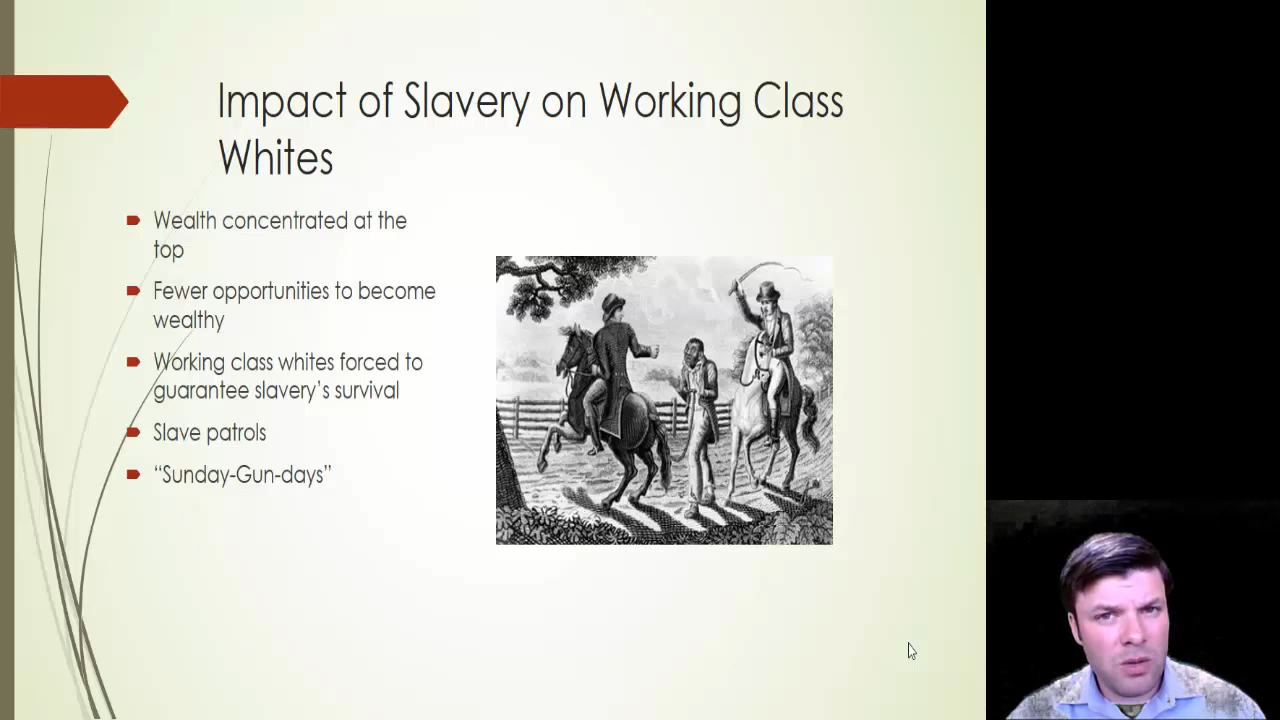 Impact of Slavery on Working Class
Whites
Wealth concentrated at the
top
Fewer opportunities to become
wealthy
Working class whites forced to
guarantee slavery's survival
Slave patrols
“Sunday-Gun-days”